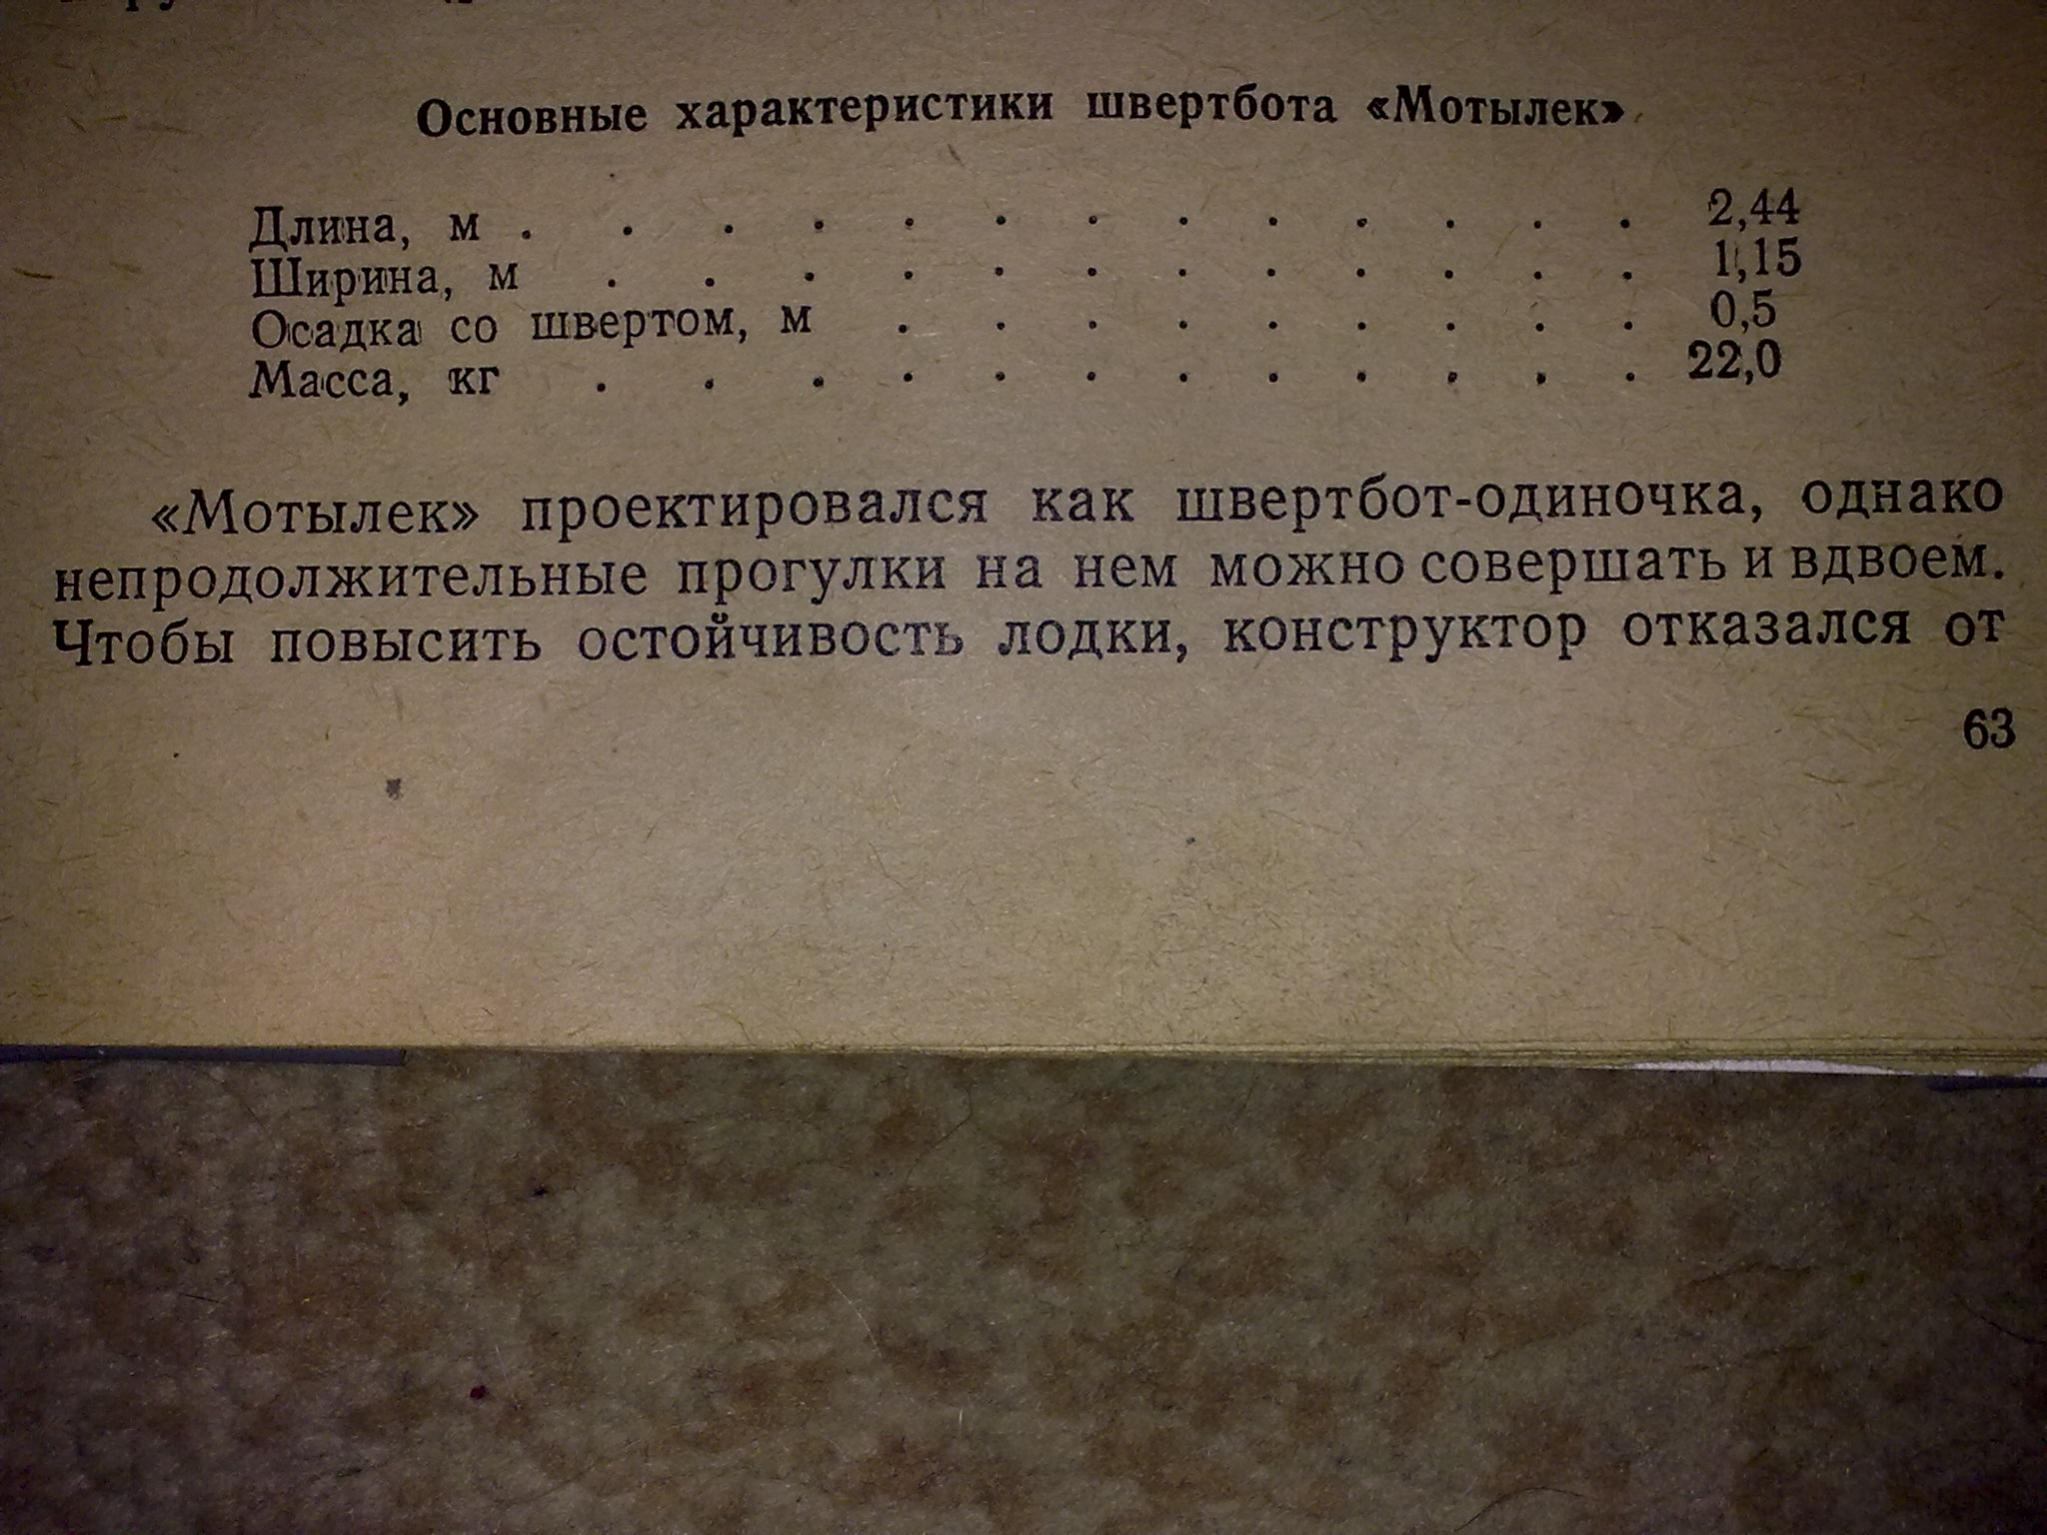 Основные характеристики швертбота «Мотылек»
Длина, м . . . . . . . . . . . . . 2,44
Ширина, м . . . . . . . . . . . . 1,15
Осадка со швертом, м . . . . . . . . . 0,5
Масса, кг . . . . . . . . . . . . 22,0
«Мотылек» проектировался как швертбот-одиночка, однако
непродолжительные прогулки на нем можно совершать и вдвоем.
Чтобы повысить остойчивость лодки, конструктор отказался от
63